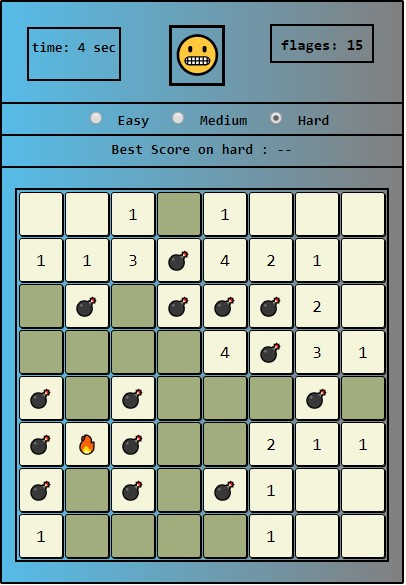 time: 4 sec
flages: 15
Easy Medium Hard
Best Score on hard : --
1 1
1 1 3 4 2 1
2
4 3 1
2 1 1
1
1 1